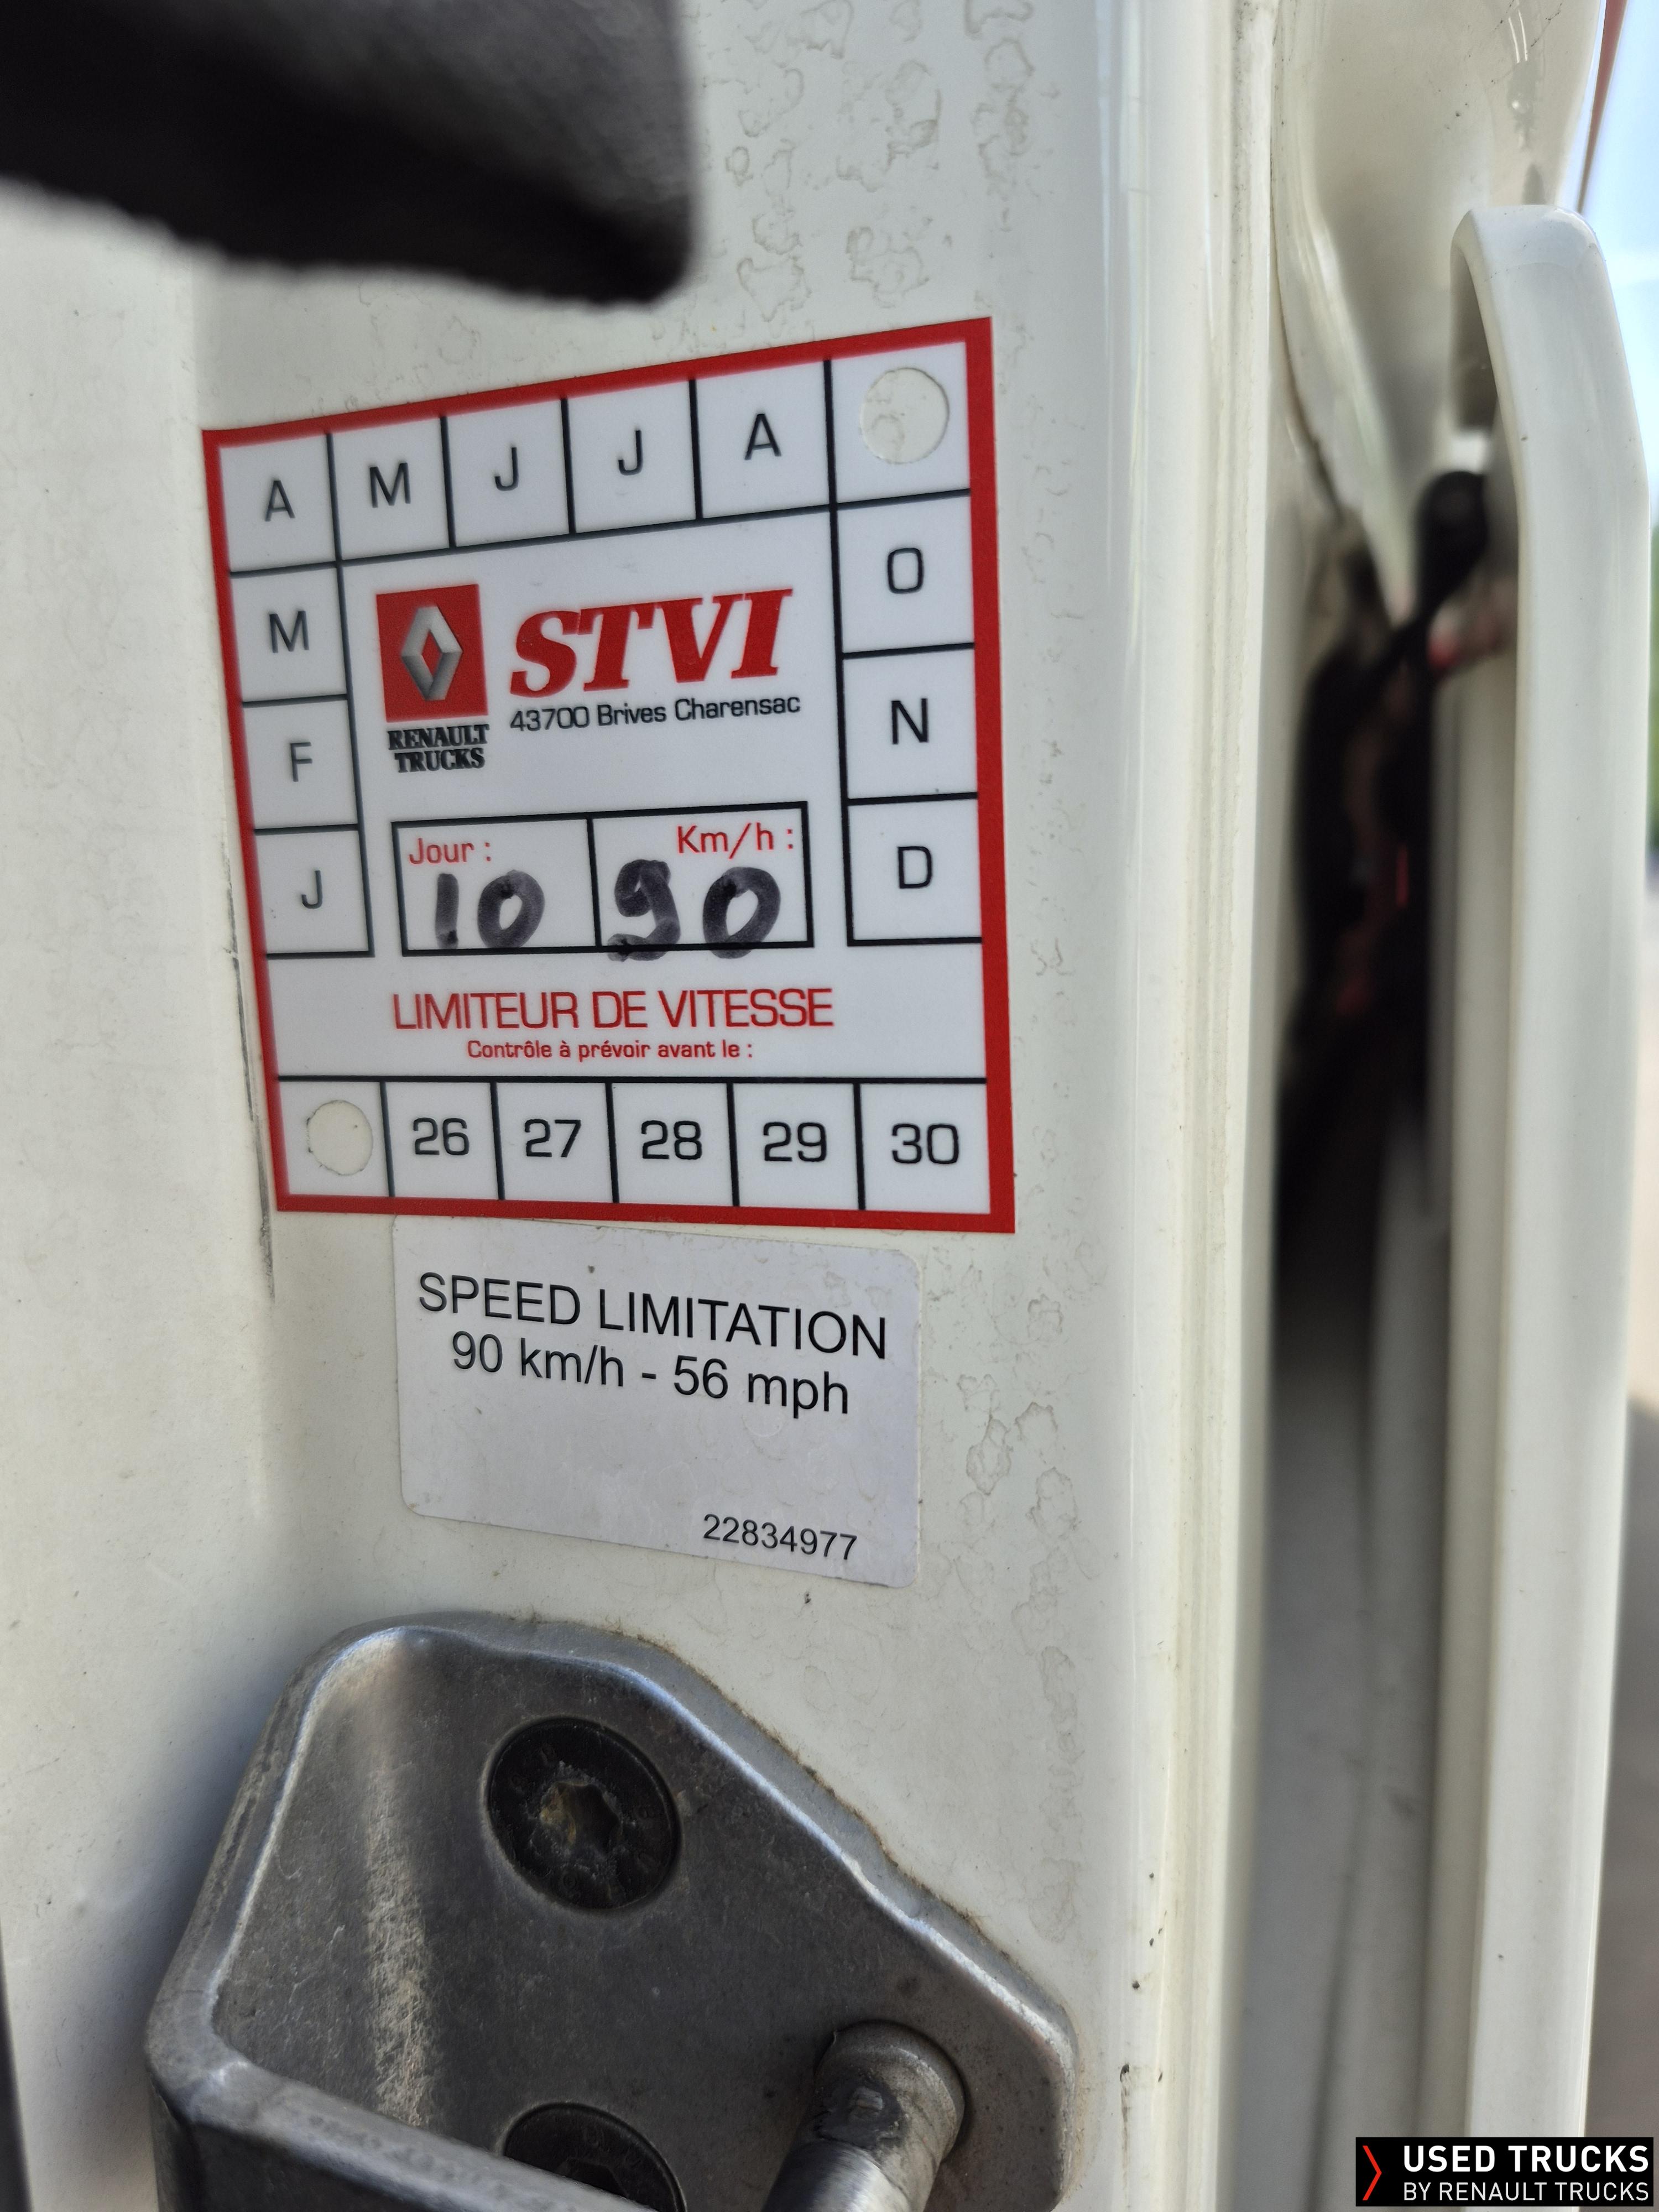 A M J J A
M
F
J
O
N
D
RENAULT
TRUCKS
STVI
43700 Brives Charensac
Jour :
10
Km/h :
90
LIMITEUR DE VITESSE
Contrôle à prévoir avant le :
26 27 28 29 30
SPEED LIMITATION
90 km/h - 56 mph
22834977
USED TRUCKS
BY RENAULT TRUCKS